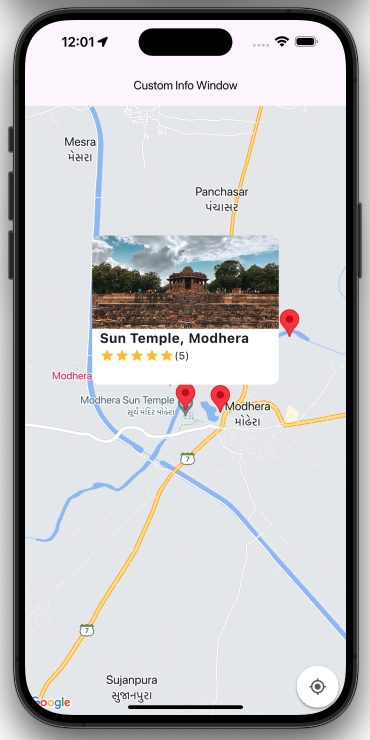 12:01
Custom Info Window
Mesra
મેસરા
Panchasar
પંચાસર
Sun Temple, Modhera
(5)
Modhera
Modhera Sun Temple
સૂર્ય મંદિર મોઢેરા
Modhera
મોઢેરા
7
7
Sujanpura
સુજાનપુરા
Google